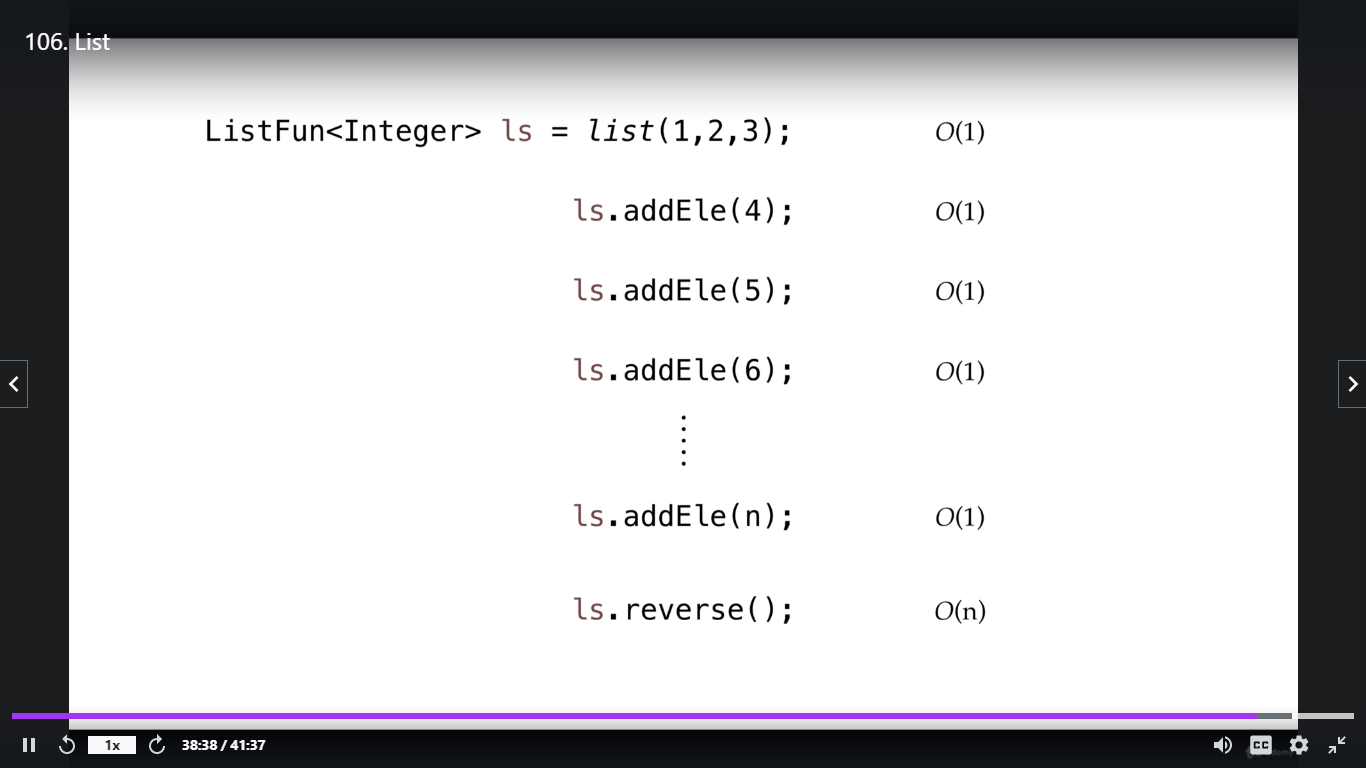 106. List
ListFun<Integer> ls = list(1,2,3); O(1)
ls.addEle(4); O(1)
ls.addEle(5); O(1)
ls.addEle(6); O(1)
ls.addEle(n); O(1)
ls.reverse(); O(n)
1x 38:38 / 41:37 CC